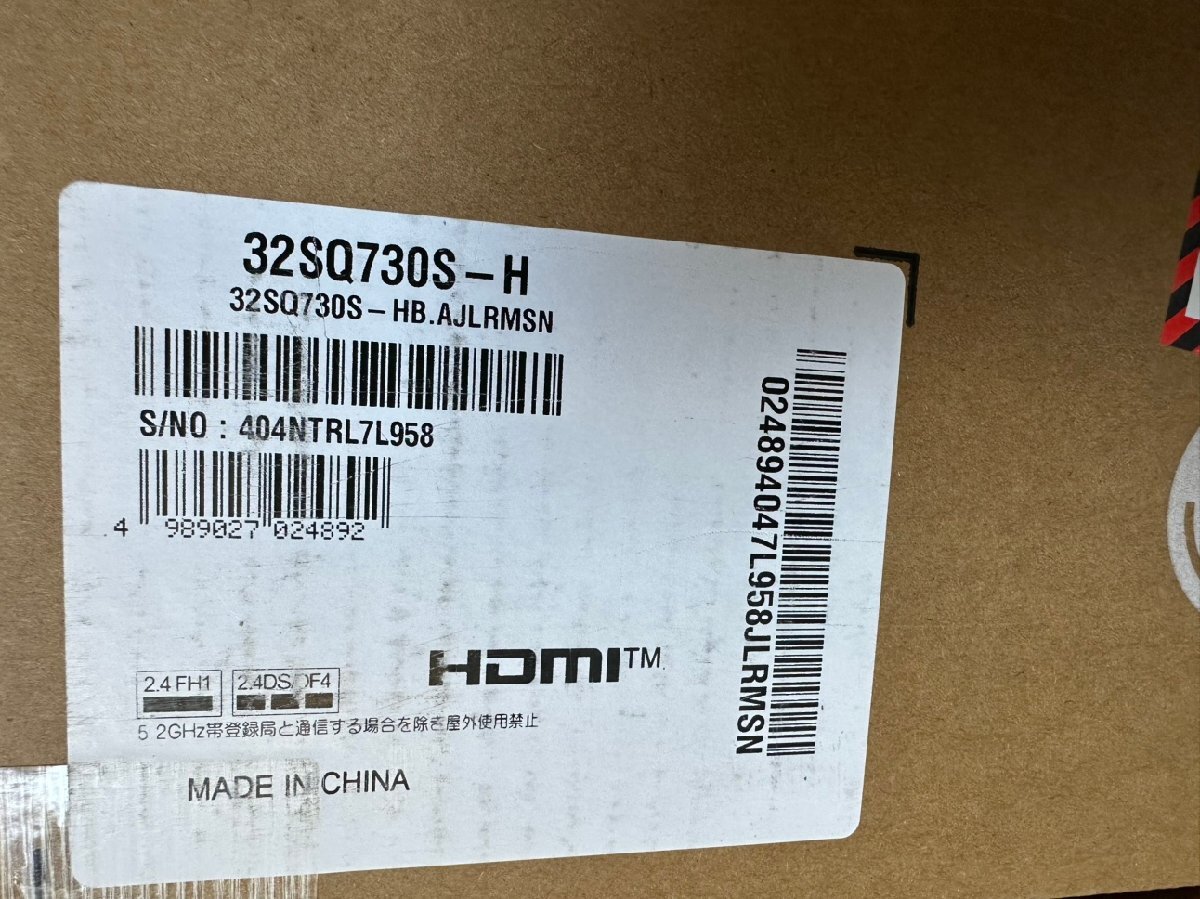 32SQ730S-H
32SQ730S-HB.AJLRMSN
S/NO : 404NTRL7L958
4 989027 024892
024894047L958JLRMSN
HDMI™
2.4FH1 2.4DS/OF4
5.2GHz帯登録局と通信する場合を除き屋外使用禁止
MADE IN CHINA